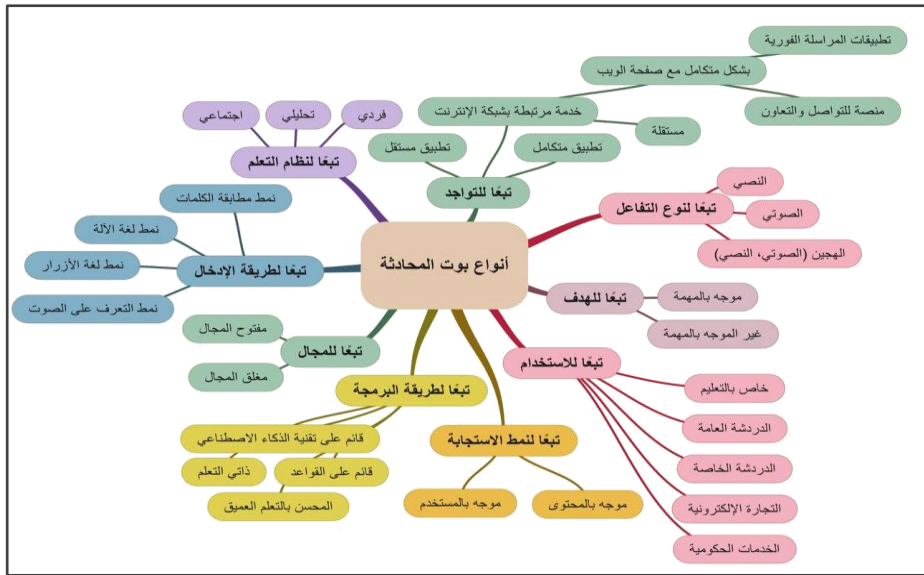 أنواع بوت المحادثة
تبعًا للتواجد
تطبيق متكامل
تطبيق مستقل
خدمة مرتبطة بشبكة الإنترنت
مستقلة
بشكل متكامل مع صفحة الويب
تطبيقات المراسلة الفورية
منصة للتواصل والتعاون
تبعًا لنوع التفاعل
النصي
الصوتي
الهجين (الصوتي، النصي)
تبعًا للهدف
موجه بالمهمة
غير الموجه بالمهمة
تبعًا للاستخدام
خاص بالتعليم
الدردشة العامة
الدردشة الخاصة
التجارة الإلكترونية
الخدمات الحكومية
تبعًا لنمط الاستجابة
موجه بالمحتوى
موجه بالمستخدم
تبعًا لطريقة البرمجة
قائم على تقنية الذكاء الاصطناعي
قائم على القواعد
ذاتي التعلم
المحسن بالتعلم العميق
تبعًا للمجال
مفتوح المجال
مغلق المجال
تبعًا لطريقة الإدخال
نمط مطابقة الكلمات
نمط لغة الآلة
نمط لغة الأزرار
نمط التعرف على الصوت
تبعًا لنظام التعلم
فردي
تحليلي
اجتماعي